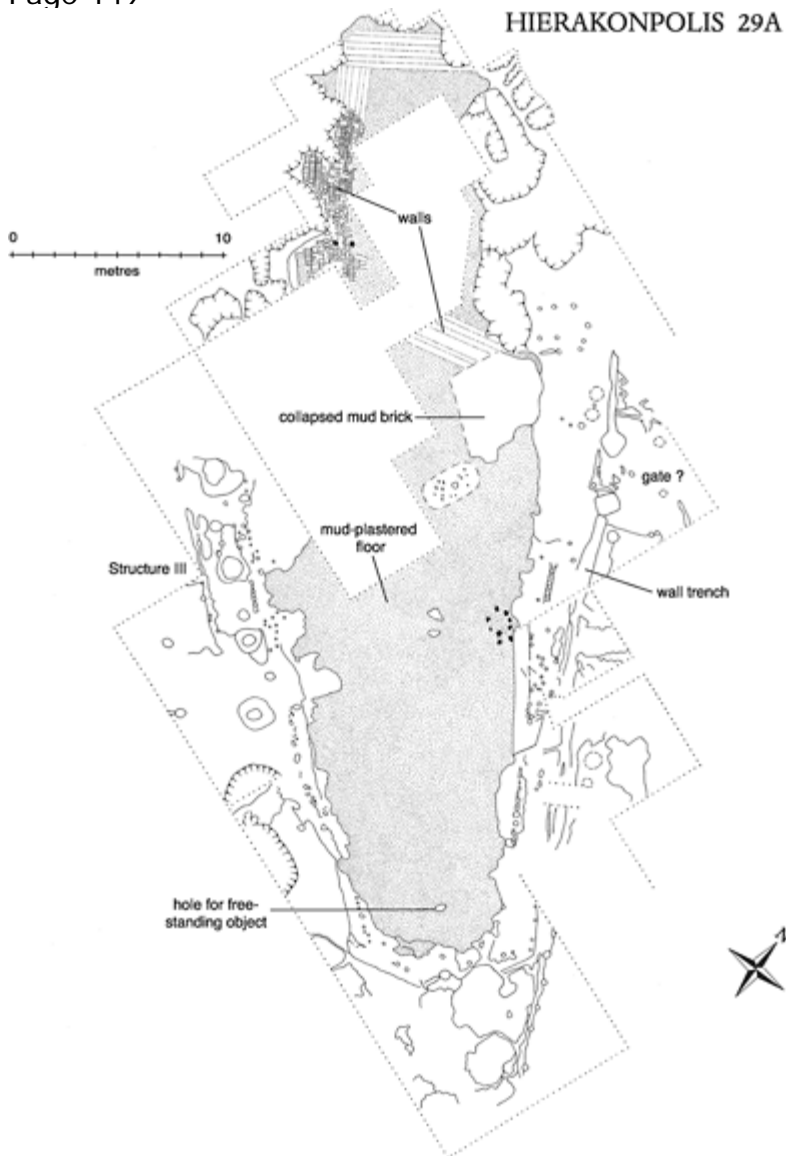 HIERAKONPOLIS 29A
walls
0 10
metres
collapsed mud brick
gate ?
mud-plastered
floor
Structure III
wall trench
hole for free-
standing object